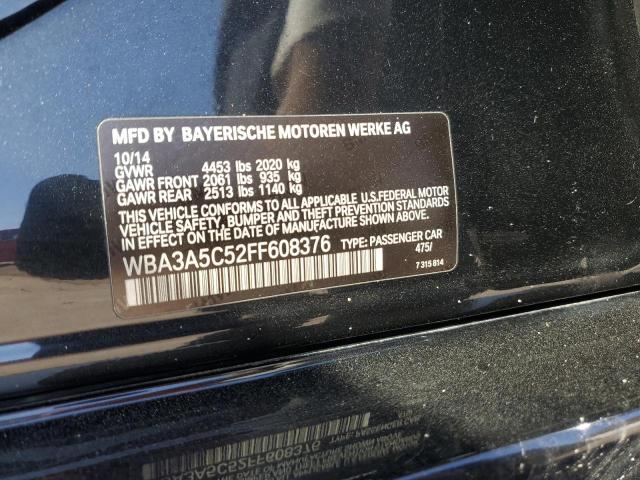 MFD BY BAYERISCHE MOTOREN WERKE AG
10/14
GVWR 4453 lbs 2020 kg
GAWR FRONT 2061 lbs 935 kg
GAWR REAR 2513 lbs 1140 kg
THIS VEHICLE CONFORMS TO ALL APPLICABLE U.S.FEDERAL MOTOR
VEHICLE SAFETY, BUMPER AND THEFT PREVENTION STANDARDS
IN EFFECT ON THE DATE OF MANUFACTURE SHOWN ABOVE.
WBA3A5C52FF608376 TYPE: PASSENGER CAR
475/
7 315 814